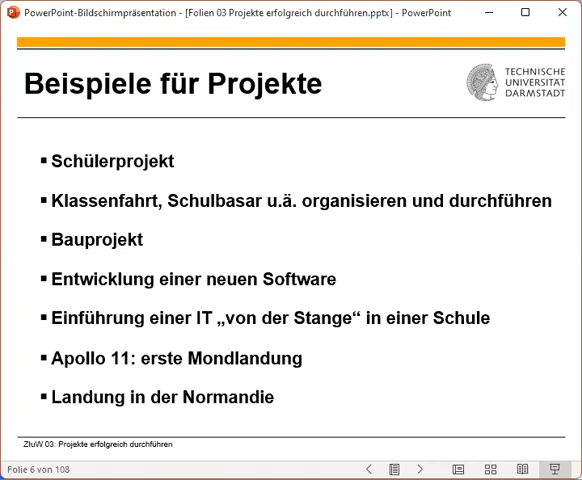 PowerPoint-Bildschirmpräsentation - [Folien 03 Projekte erfolgreich durchführen.pptx] - PowerPoint
Beispiele für Projekte
TECHNISCHE
UNIVERSITÄT
DARMSTADT
▪ Schülerprojekt
▪ Klassenfahrt, Schulbasar u.ä. organisieren und durchführen
▪ Bauprojekt
▪ Entwicklung einer neuen Software
▪ Einführung einer IT „von der Stange“ in einer Schule
▪ Apollo 11: erste Mondlandung
▪ Landung in der Normandie
ZIuW 03: Projekte erfolgreich durchführen
Folie 6 von 108